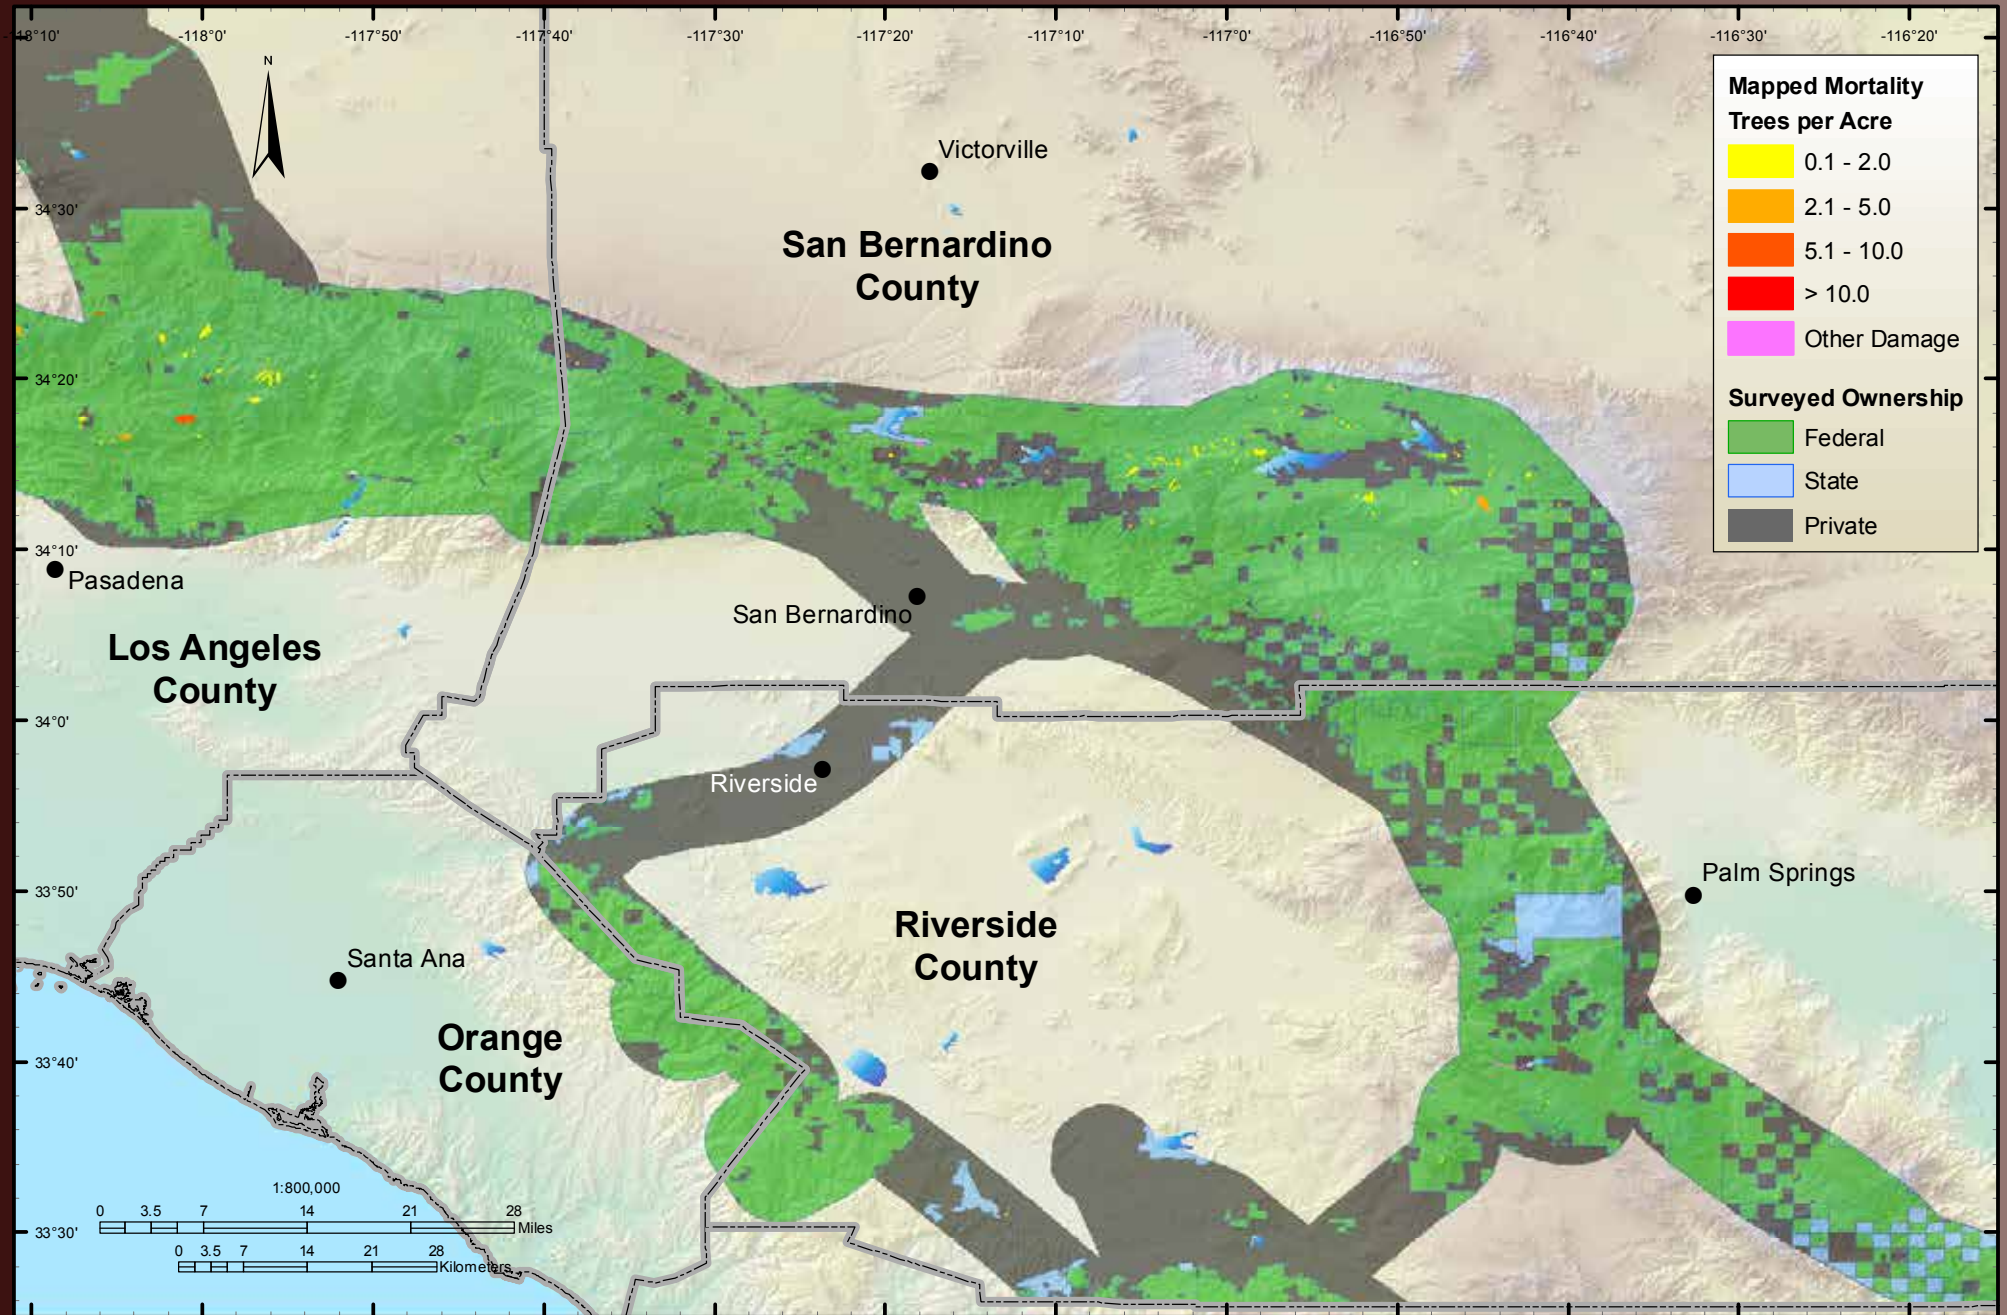 -118°10'
-118°0'
-117°50'
-117°40'
-117°30'
-117°20'
-117°10'
-117°0'
-116°50'
-116°40'
-116°30'
-116°20'
N
Mapped Mortality
Trees per Acre
0.1 - 2.0
2.1 - 5.0
5.1 - 10.0
> 10.0
Other Damage
Surveyed Ownership
Federal
State
Private
Victorville
San Bernardino
County
34°30'
34°20'
34°10'
Pasadena
San Bernardino
Los Angeles
County
34°0'
Riverside
33°50'
Palm Springs
Riverside
County
Santa Ana
Orange
County
33°40'
33°30'
1:800,000
0 3.5 7 14 21 28
Miles
0 3.5 7 14 21 28
Kilometers